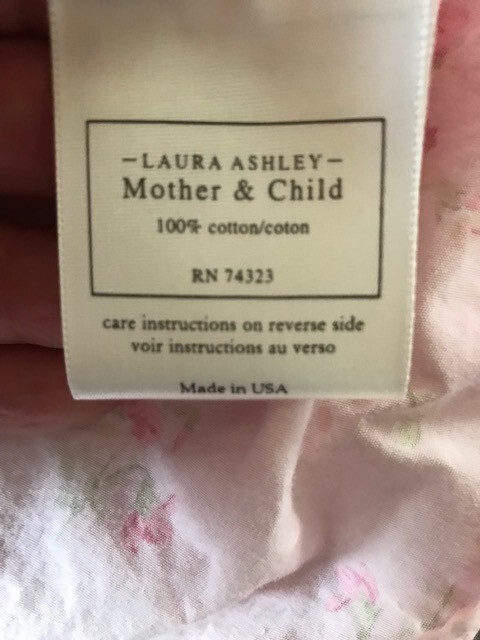 -LAURA ASHLEY-
Mother & Child
100% cotton/coton
RN 74323
care instructions on reverse side
voir instructions au verso
Made in USA